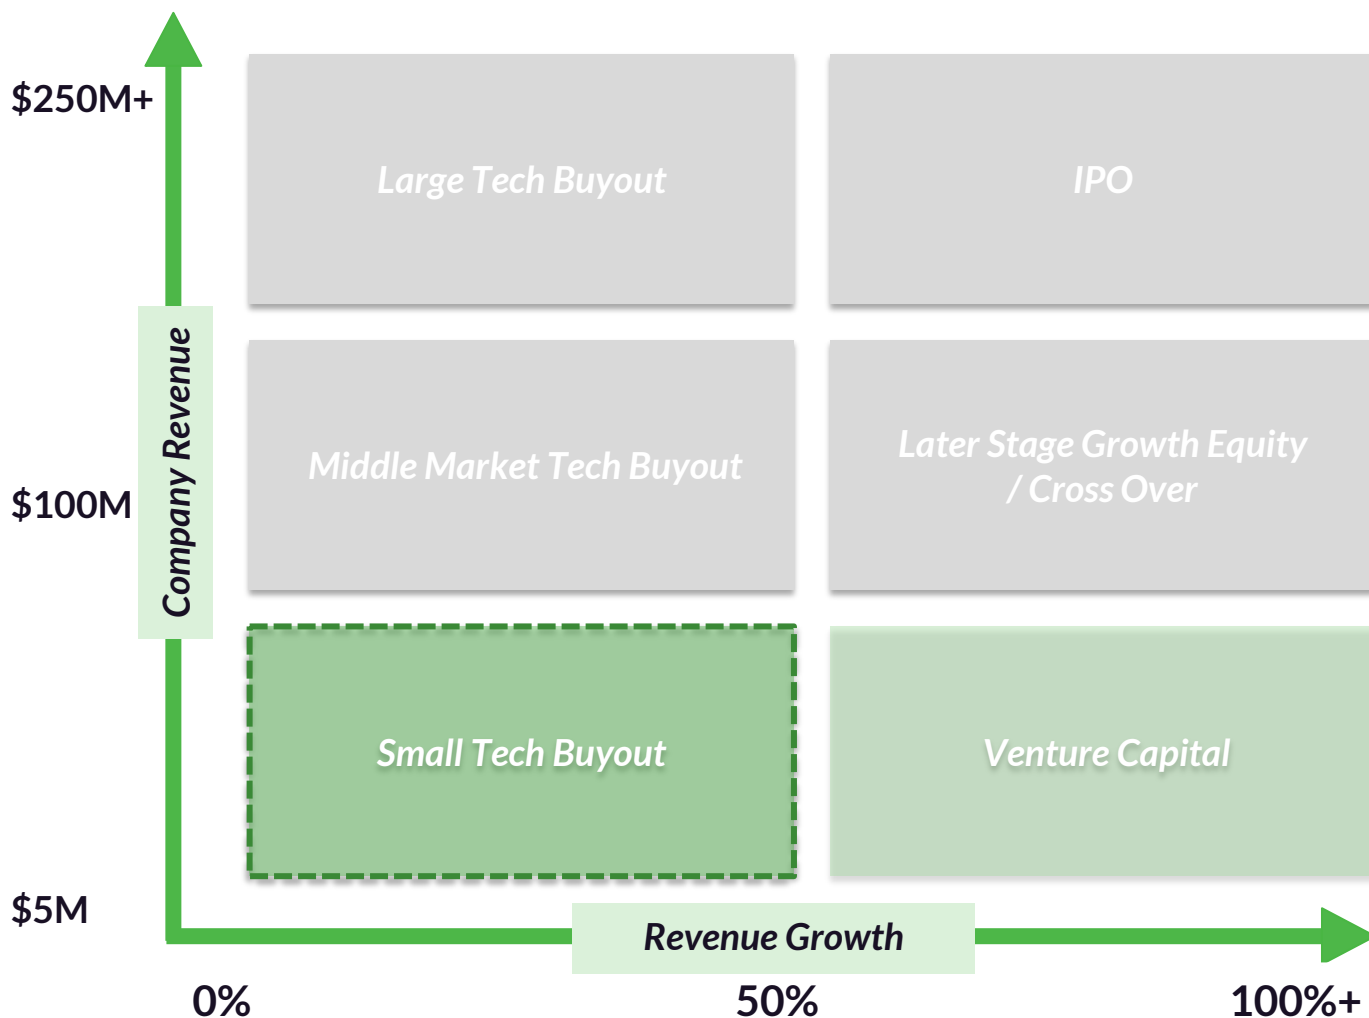 $250M+
Large Tech Buyout
IPO
Company Revenue
Middle Market Tech Buyout
Later Stage Growth Equity
/ Cross Over
$100M
Small Tech Buyout
Venture Capital
$5M
Revenue Growth
0%
50%
100%+